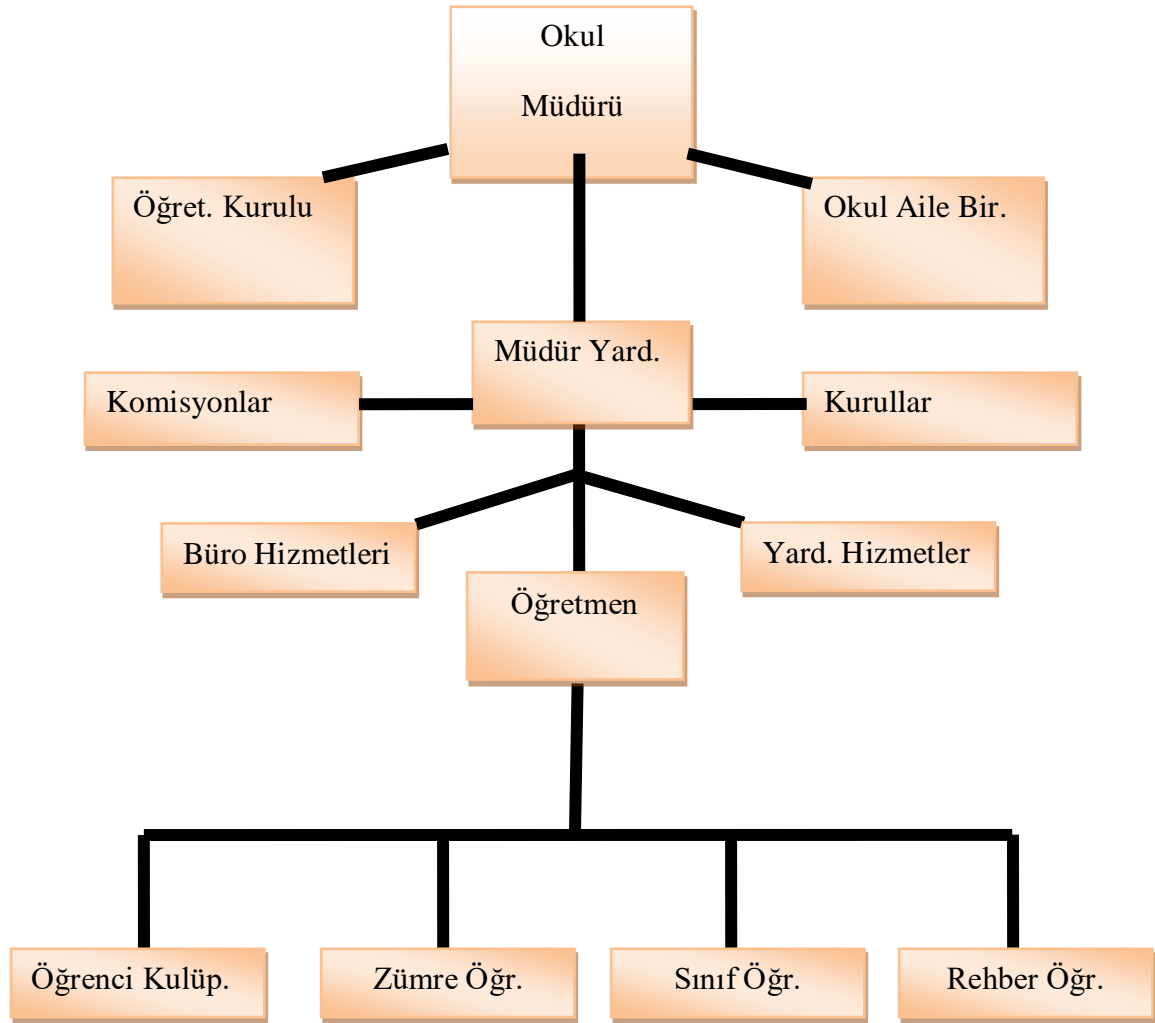 Okul
Müdürü
Öğret. Kurulu
Okul Aile Bir.
Müdür Yard.
Komisyonlar
Kurullar
Büro Hizmetleri
Yard. Hizmetler
Öğretmen
Öğrenci Kulüp.
Zümre Öğr.
Sınıf Öğr.
Rehber Öğr.